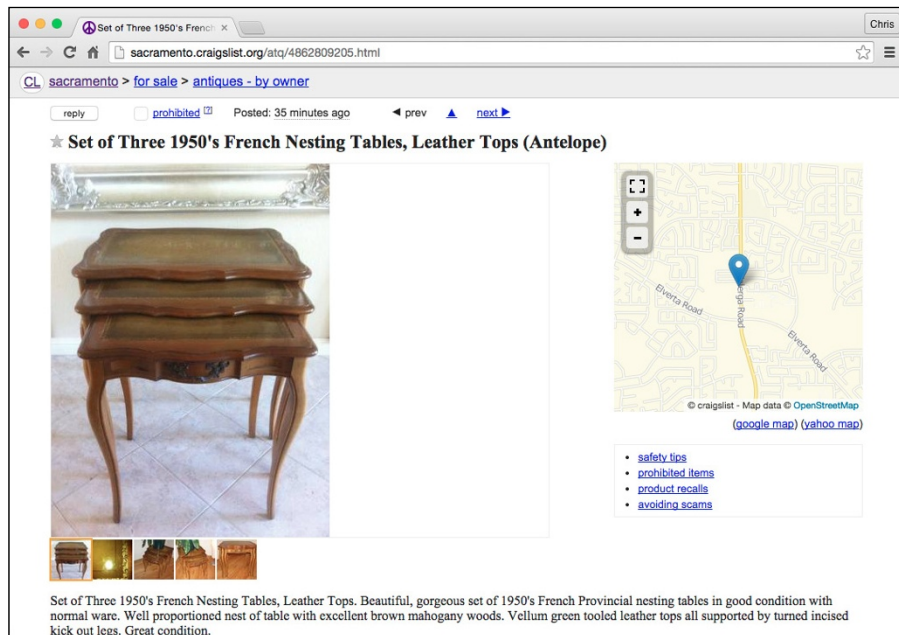 Set of Three 1950's French
Chris
sacramento.craigslist.org/atq/4862809205.html
CL sacramento > for sale > antiques - by owner
reply prohibited [?] Posted: 35 minutes ago ◄ prev ▲ next ►
Set of Three 1950's French Nesting Tables, Leather Tops (Antelope)
+
−
Elverta Road
erga Road
Elverta Road
© craigslist - Map data © OpenStreetMap
(google map) (yahoo map)
• safety tips
• prohibited items
• product recalls
• avoiding scams
Set of Three 1950's French Nesting Tables, Leather Tops. Beautiful, gorgeous set of 1950's French Provincial nesting tables in good condition with
normal ware. Well proportioned nest of table with excellent brown mahogany woods. Vellum green tooled leather tops all supported by turned incised
kick out legs. Great condition.